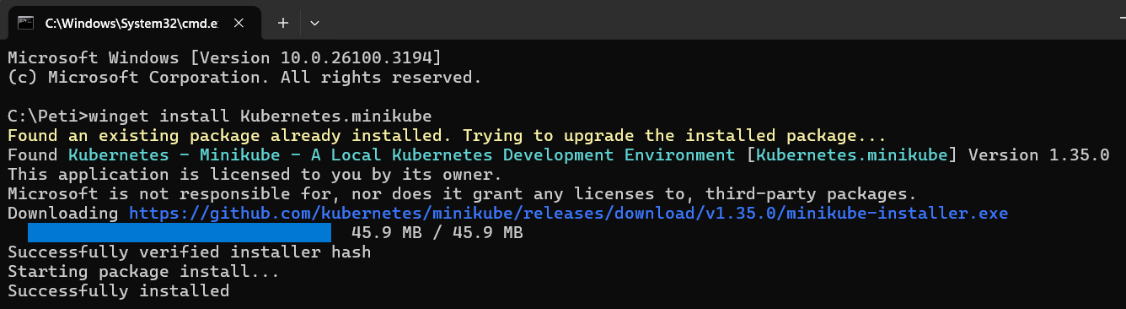 C:\Windows\System32\cmd.e
Microsoft Windows [Version 10.0.26100.3194]
(c) Microsoft Corporation. All rights reserved.
C:\Peti>winget install Kubernetes.minikube
Found an existing package already installed. Trying to upgrade the installed package...
Found Kubernetes - Minikube - A Local Kubernetes Development Environment [Kubernetes.minikube] Version 1.35.0
This application is licensed to you by its owner.
Microsoft is not responsible for, nor does it grant any licenses to, third-party packages.
Downloading https://github.com/kubernetes/minikube/releases/download/v1.35.0/minikube-installer.exe
45.9 MB / 45.9 MB
Successfully verified installer hash
Starting package install...
Successfully installed